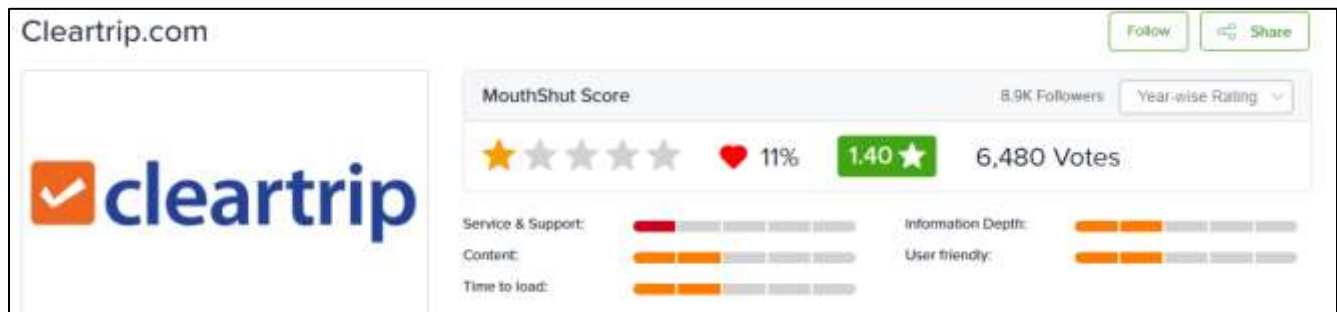 Cleartrip.com
Follow
Share
cleartrip
MouthShut Score
8.9K Followers
Year-wise Rating
11%
1.40
6,480 Votes
Service & Support:
Information Depth:
Content:
User friendly:
Time to load: